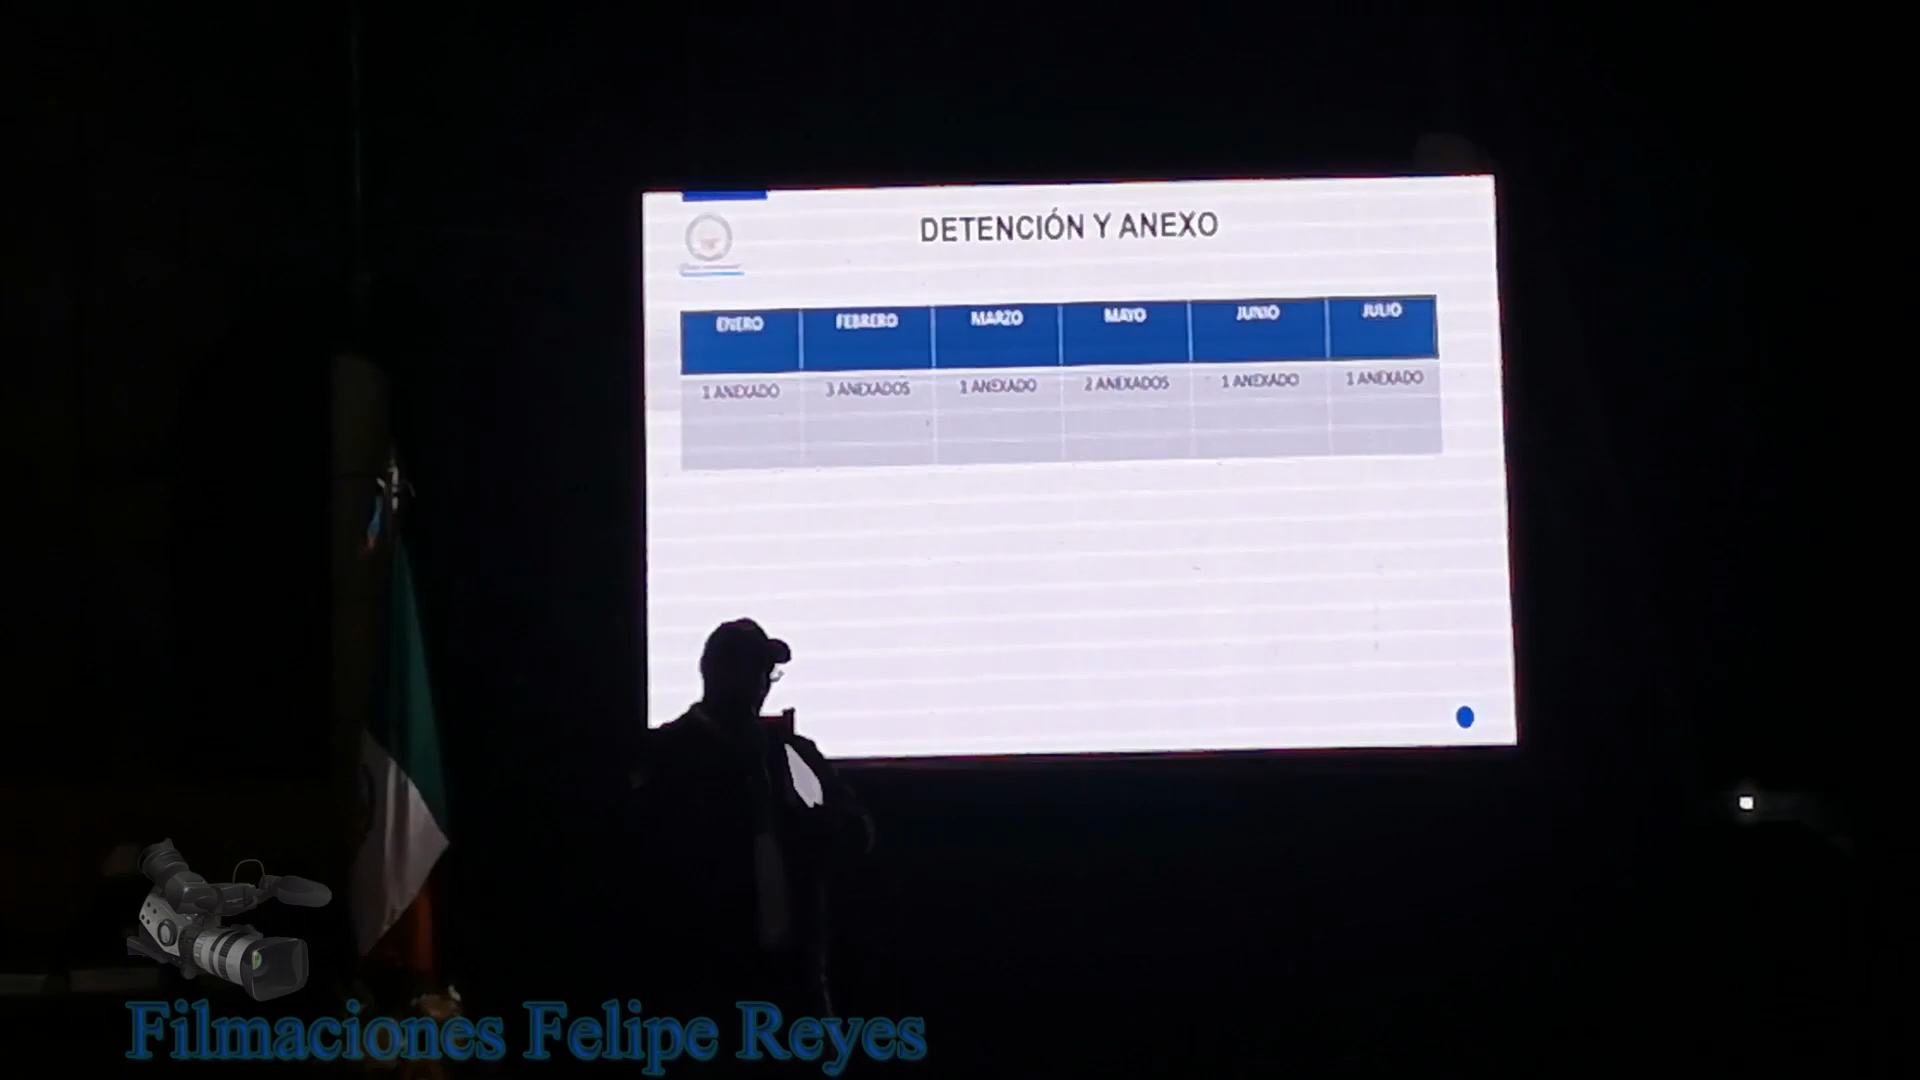 DETENCIÓN Y ANEXO
ENERO FEBRERO MARZO MAYO JUNIO JULIO
1 ANEXADO 3 ANEXADOS 1 ANEXADO 2 ANEXADOS 1 ANEXADO 1 ANEXADO
Filmaciones Felipe Reyes